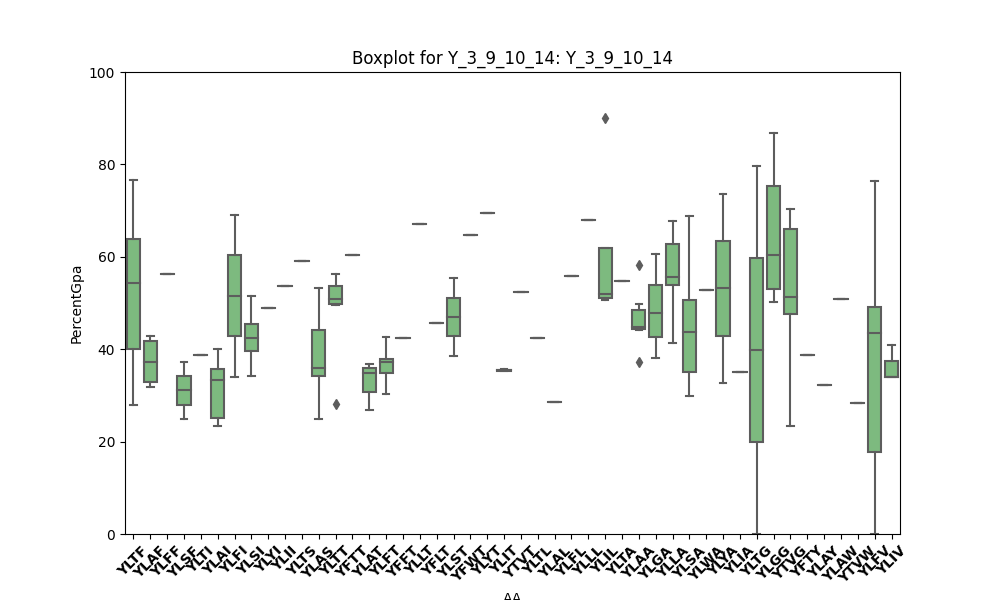 Boxplot for Y_3_9_10_14: Y_3_9_10_14
PercentGpa
100
80
60
40
20
0
YLTF YLAF YLFF YLSF YLTI YLAI YLFI YLSI YLYI YLII YLTS YLAS YLTT YFTT YLAT YLFT YFFT YLLT YFLT YLST YFWT YLYT YLIT YTVT YLTL YLAL YLFL YLLL YLIL YLTA YLAA YLGA YLLA YLSA YLWA YLYA YLIA YLTG YLGG YTVG YFTY YLAY YLAW YTVW YLFV YLIV
AA